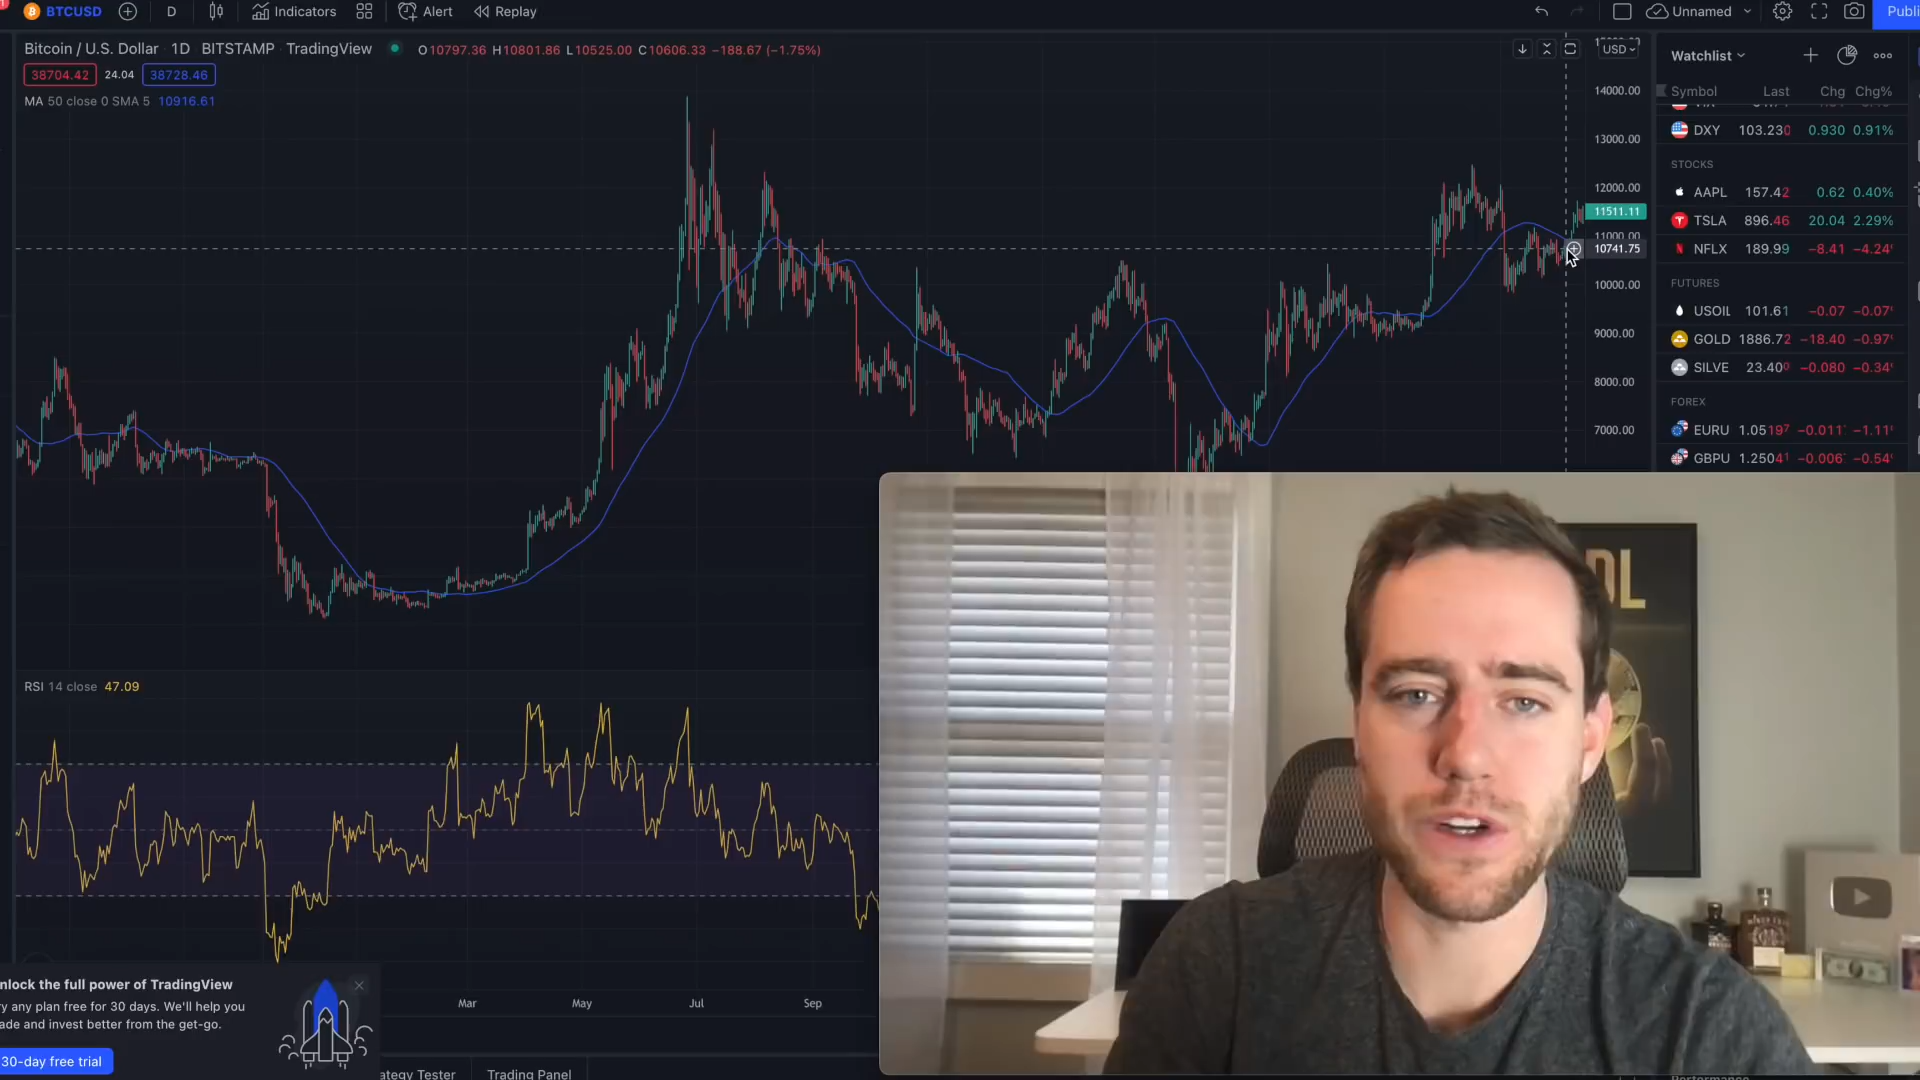 BTCUSD D Indicators Alert Replay Unnamed Publi
Bitcoin / U.S. Dollar · 1D · BITSTAMP · TradingView O10797.36 H10801.86 L10525.00 C10606.33 −188.67 (−1.75%)
38704.42 24.04 38728.46
MA 50 close 0 SMA 5 10916.61
USD
14000.00
13000.00
12000.00
11511.11
11000.00
10741.75
10000.00
9000.00
8000.00
7000.00
Watchlist
Symbol Last Chg Chg%
DXY 103.230 0.930 0.91%
STOCKS
AAPL 157.42 0.62 0.40%
TSLA 896.46 20.04 2.29%
NFLX 189.99 −8.41 −4.24%
FUTURES
USOIL 101.61 −0.07 −0.07
GOLD 1886.72 −18.40 −0.97
SILVE 23.400 −0.080 −0.34
FOREX
EURU 1.05197 −0.011 −1.11
GBPU 1.25041 −0.006 −0.54
RSI 14 close 47.09
Mar May Jul Sep
nlock the full power of TradingView
ry any plan free for 30 days. We'll help you
ade and invest better from the get-go.
30-day free trial
ategy Tester Trading Panel
DL